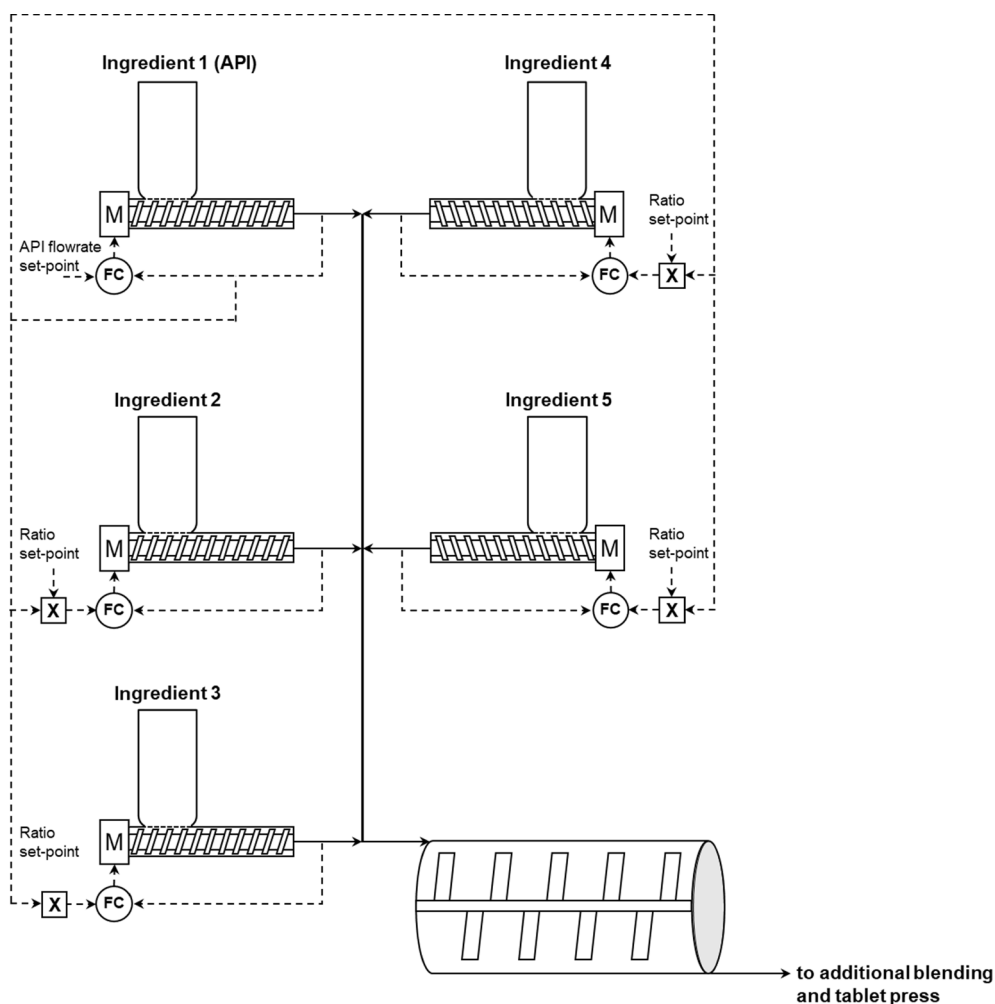 Ingredient 1 (API)
Ingredient 4
M
M
Ratio
set-point
API flowrate
set-point
FC
FC
X
Ingredient 2
Ingredient 5
Ratio
set-point
M
M
Ratio
set-point
X
FC
FC
X
Ingredient 3
Ratio
set-point
M
X
FC
to additional blending
and tablet press